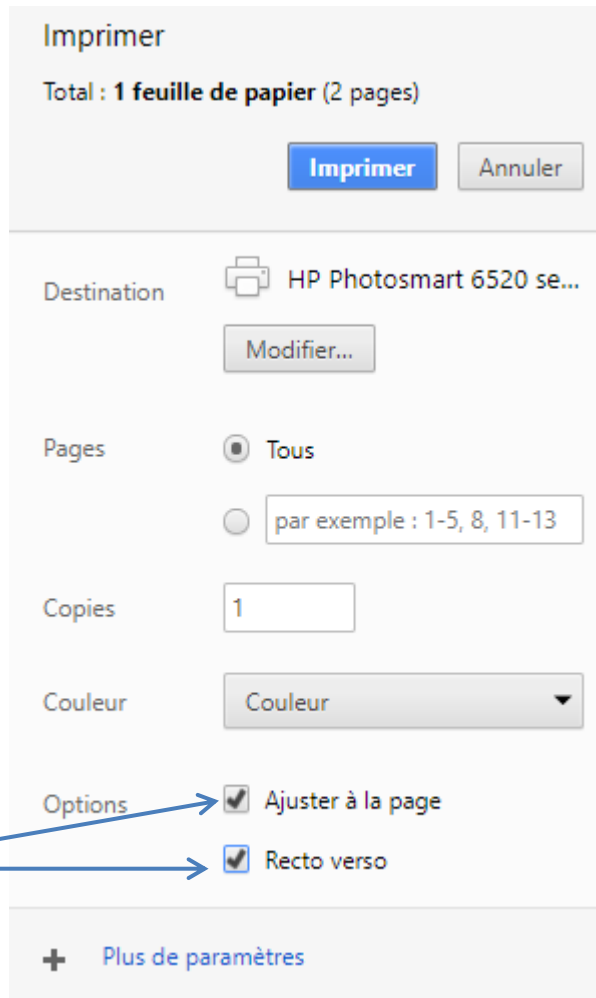 Imprimer
Total : 1 feuille de papier (2 pages)
Imprimer Annuler
Destination HP Photosmart 6520 se...
Modifier...
Pages Tous
par exemple : 1-5, 8, 11-13
Copies 1
Couleur Couleur
Options Ajuster à la page
Recto verso
+ Plus de paramètres